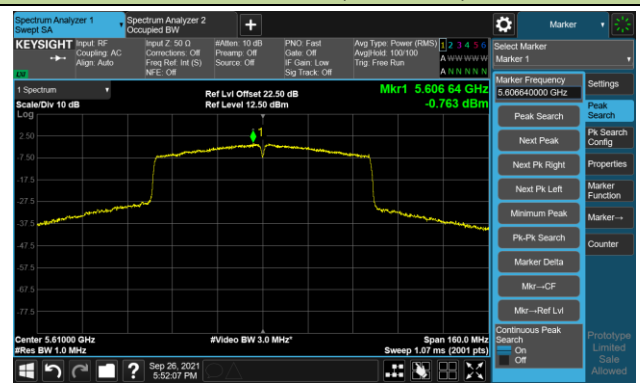 Spectrum Analyzer 1
Swept SA
Spectrum Analyzer 2
Occupied BW
+
Marker
KEYSIGHT
Input: RF
Coupling: AC
Align: Auto
Input Z: 50 Ω
Corrections: Off
Freq Ref: Int (S)
NFE: Off
#Atten: 10 dB
Preamp: Off
Source: Off
PNO: Fast
Gate: Off
IF Gain: Low
Sig Track: Off
Avg Type: Power (RMS)
Avg|Hold: 100/100
Trig: Free Run
1 2 3 4 5 6
A W W W W W
A N N N N N
LXI
Select Marker
Marker 1
1 Spectrum
Scale/Div 10 dB
Log
Ref Lvl Offset 22.50 dB
Ref Level 12.50 dBm
Mkr1 5.606 64 GHz
-0.763 dBm
2.50
-7.50
-17.5
-27.5
-37.5
-47.5
-57.5
-67.5
-77.5
1
Center 5.61000 GHz
#Res BW 1.0 MHz
#Video BW 3.0 MHz*
Span 160.0 MHz
Sweep 1.07 ms (2001 pts)
Marker Frequency
5.606640000 GHz
Peak Search
Next Peak
Next Pk Right
Next Pk Left
Minimum Peak
Pk-Pk Search
Marker Delta
Mkr→CF
Mkr→Ref Lvl
Continuous Peak
Search
On
Off
Settings
Peak
Search
Pk Search
Config
Properties
Marker
Function
Marker→
Counter
Prototype
Limited
Sale
Allowed
?
Sep 26, 2021
5:52:07 PM